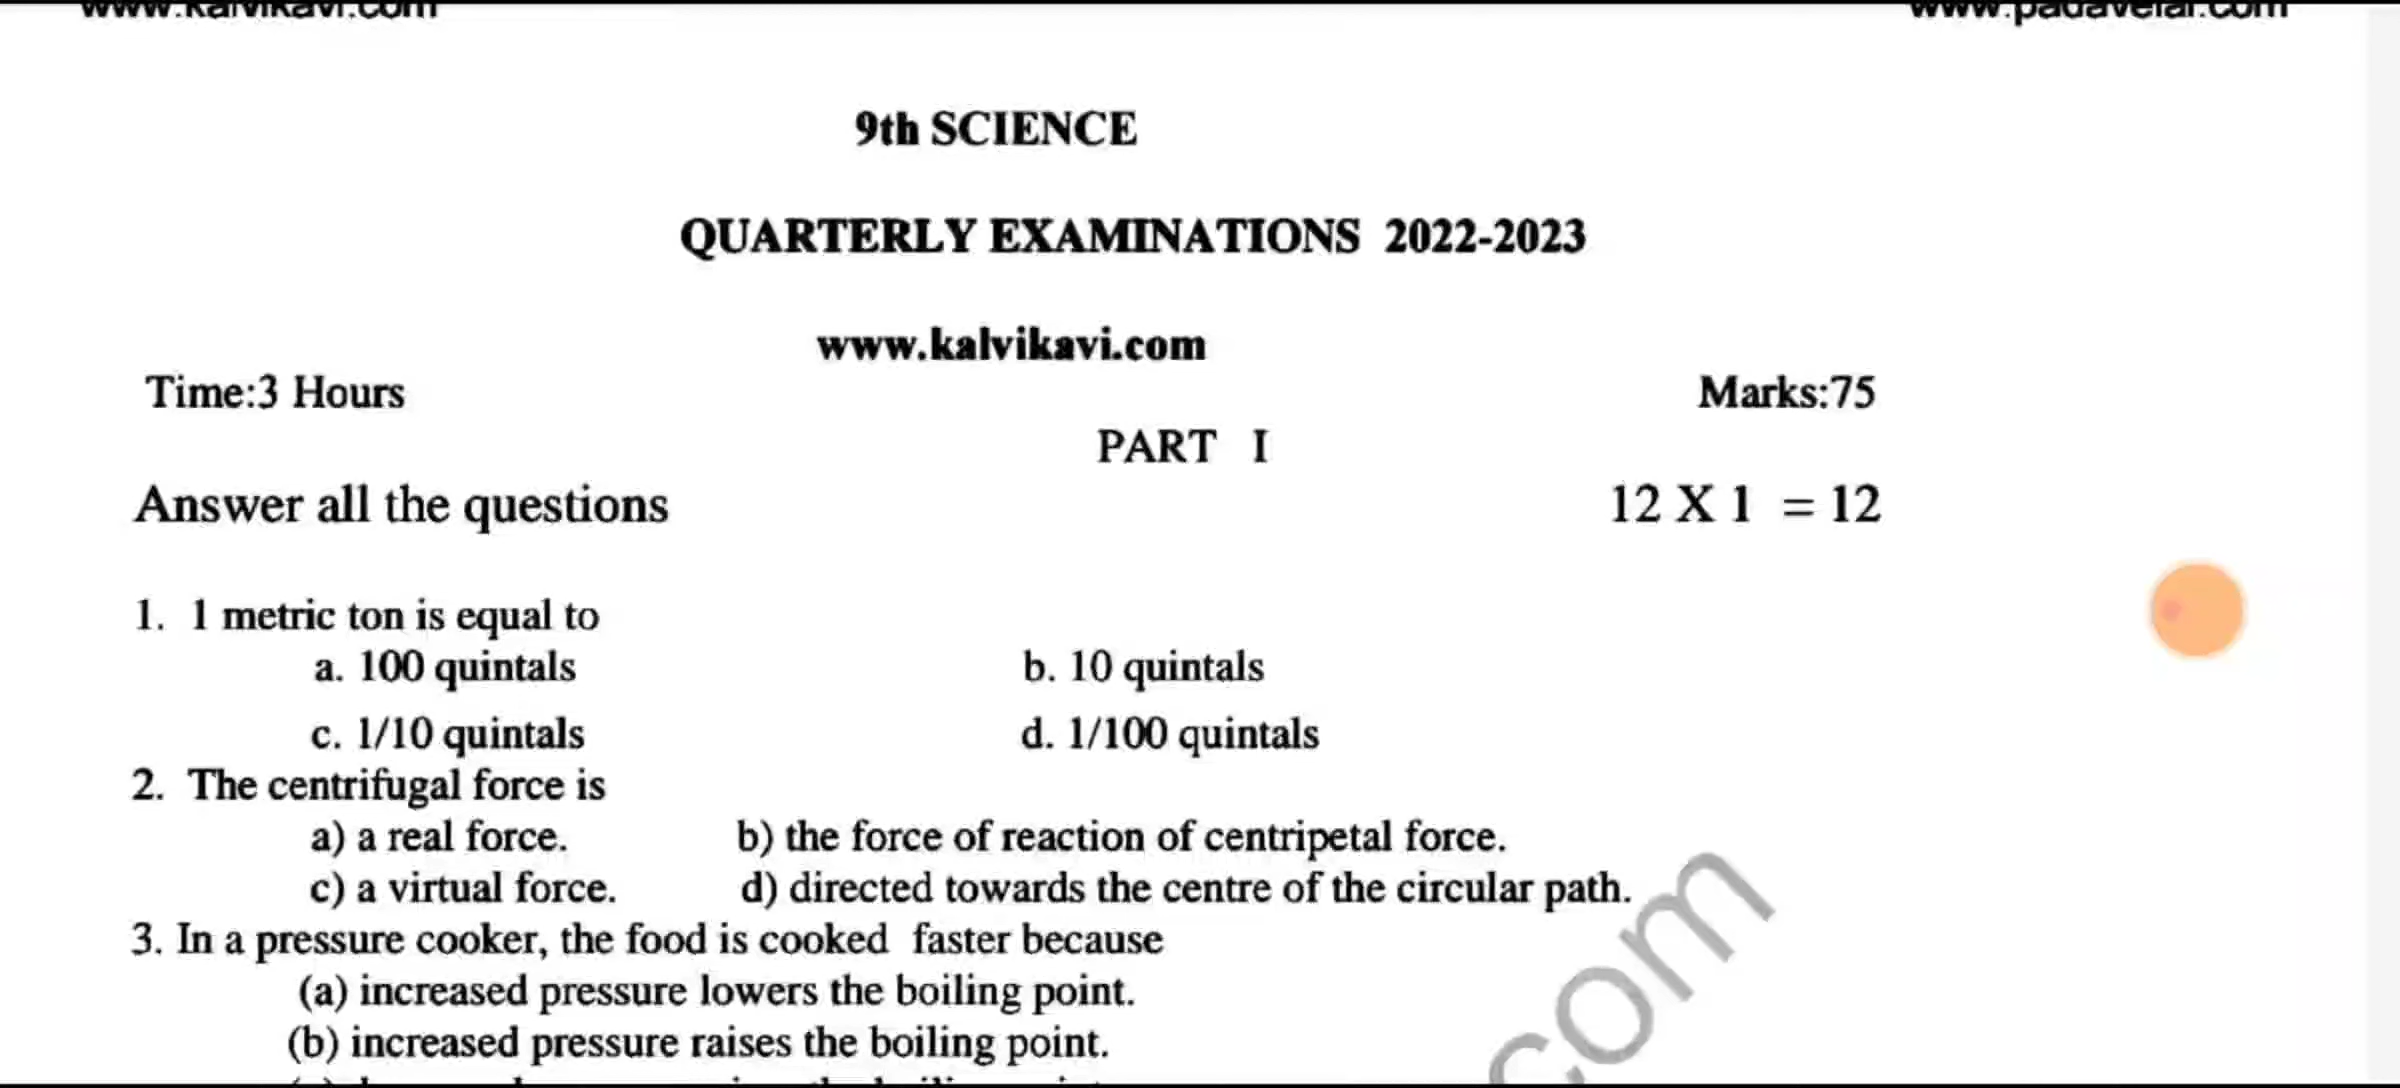 www.kalvikavi.com www.padavelai.com
9th SCIENCE
QUARTERLY EXAMINATIONS 2022-2023
www.kalvikavi.com
Time:3 Hours Marks:75
PART I
Answer all the questions 12 X 1 = 12
1. 1 metric ton is equal to
a. 100 quintals b. 10 quintals
c. 1/10 quintals d. 1/100 quintals
2. The centrifugal force is
a) a real force. b) the force of reaction of centripetal force.
c) a virtual force. d) directed towards the centre of the circular path.
3. In a pressure cooker, the food is cooked faster because
(a) increased pressure lowers the boiling point.
(b) increased pressure raises the boiling point.
com